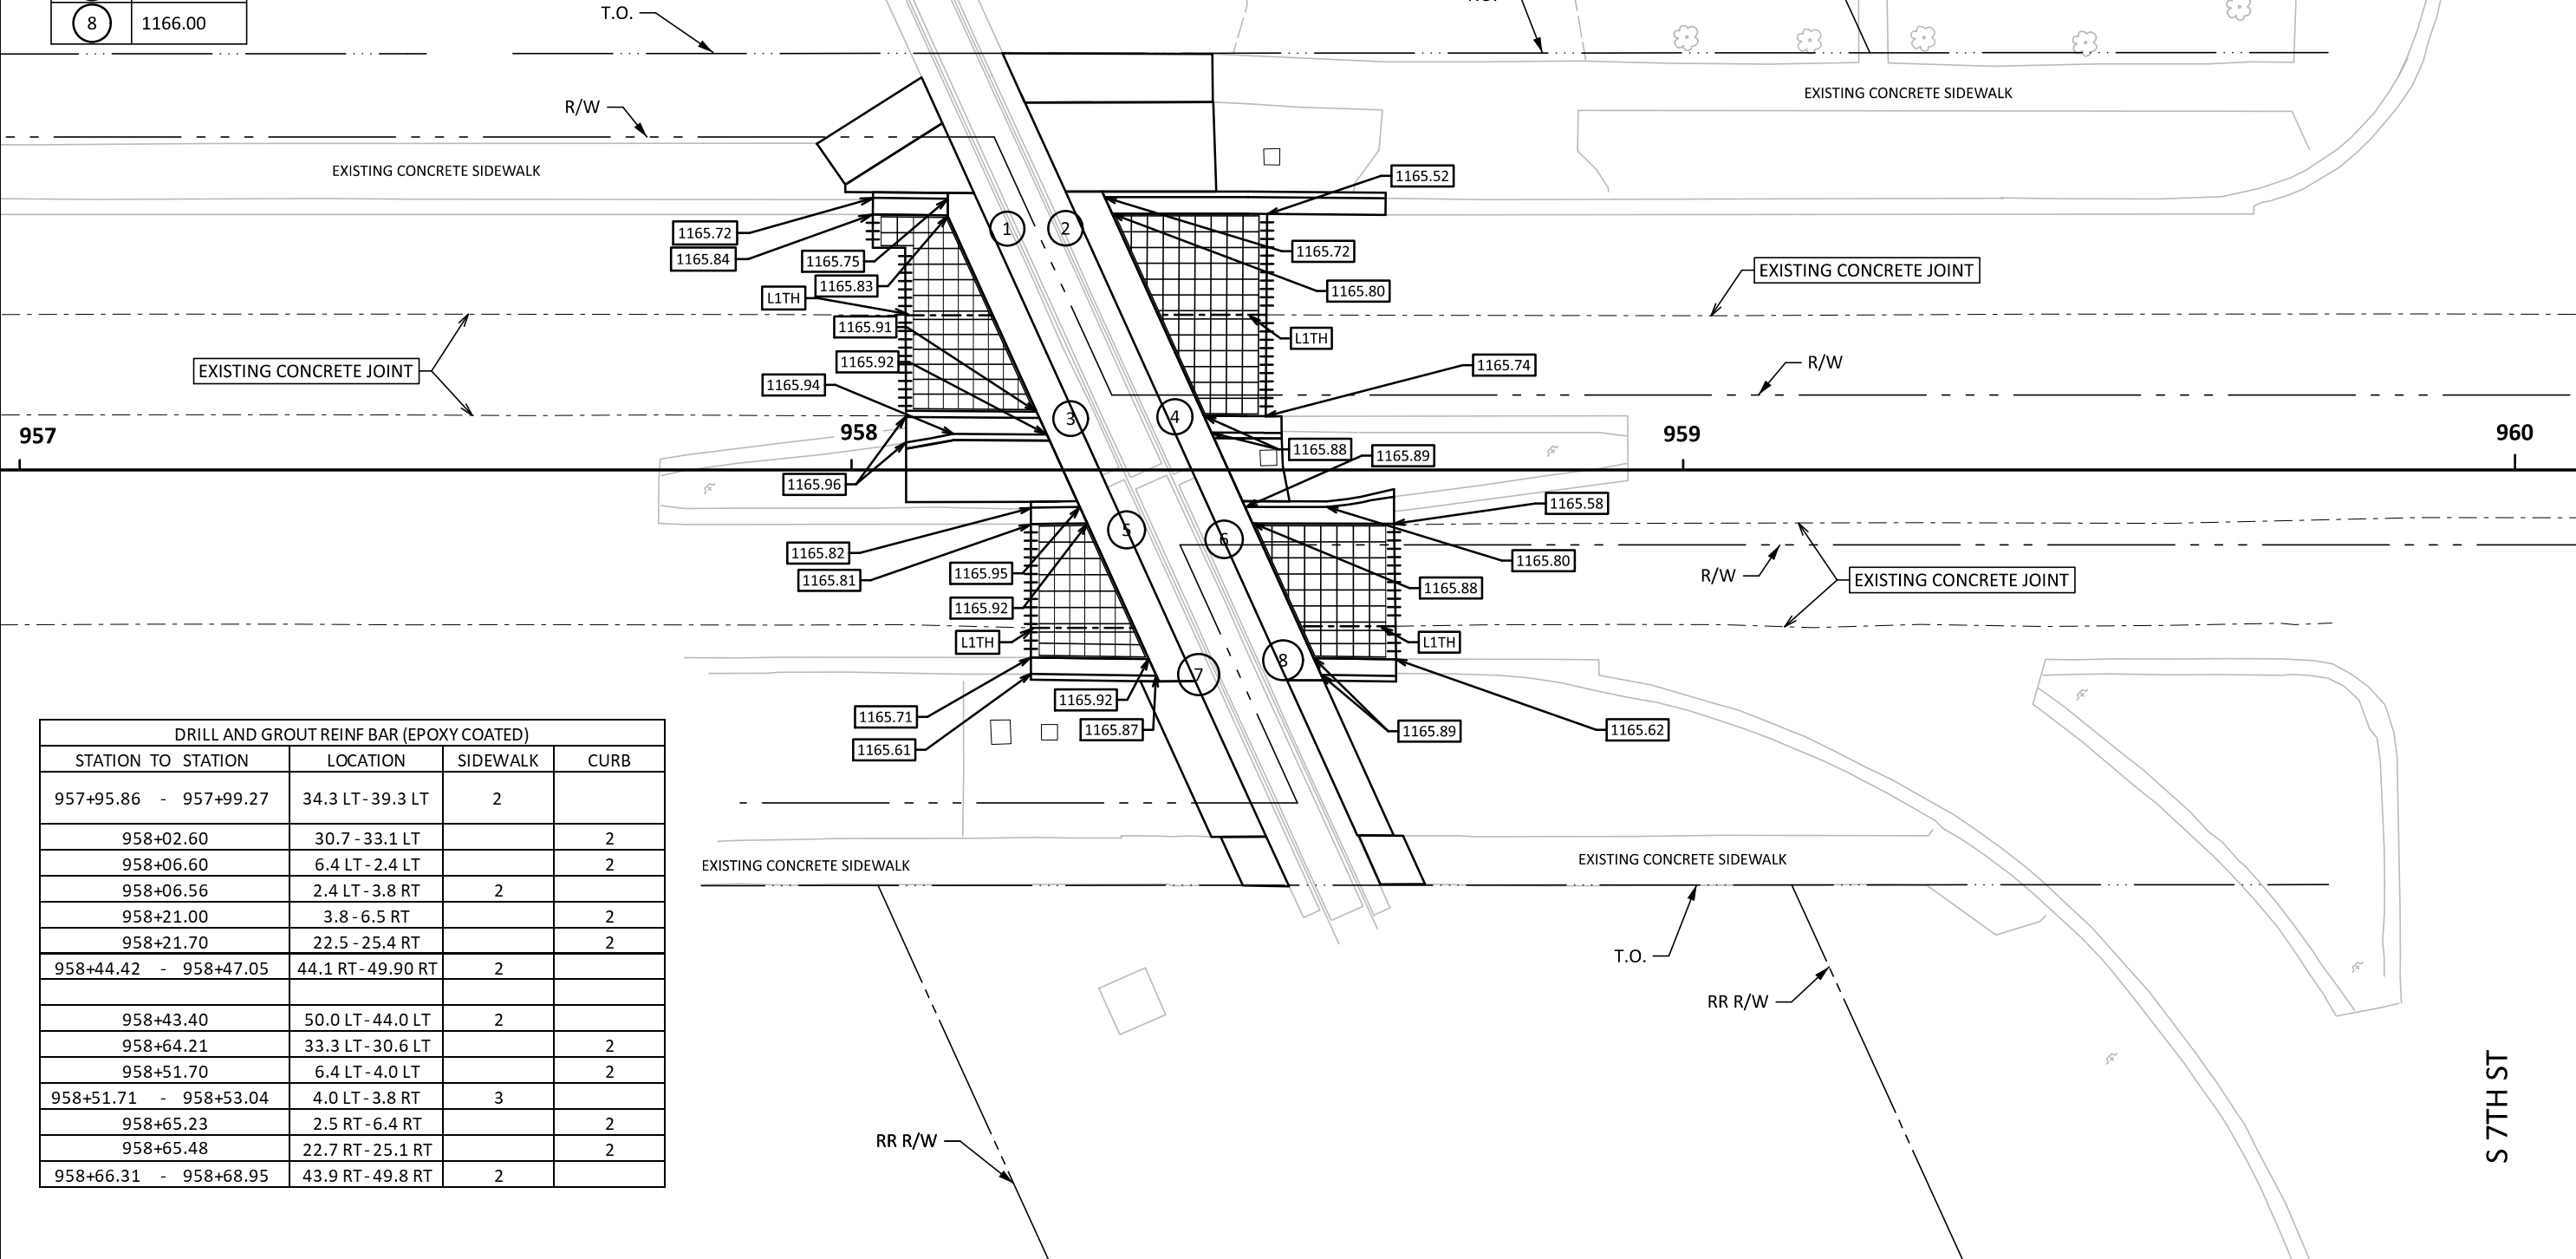 8 1166.00
T.O.
R/W
EXISTING CONCRETE SIDEWALK
EXISTING CONCRETE SIDEWALK
1165.52
1165.72
1165.84
1165.75
1165.83
L1TH
1165.91
1165.92
1165.94
1165.96
1 2
1165.72
1165.80
L1TH
EXISTING CONCRETE JOINT
EXISTING CONCRETE JOINT
R/W
1165.74
3 4
957 958 959 960
1165.88
1165.89
1165.58
5 6
1165.82
1165.81
1165.95
1165.92
L1TH
1165.80
1165.88
L1TH
R/W
EXISTING CONCRETE JOINT
7 8
1165.71
1165.61
1165.92
1165.87
1165.89
1165.62
EXISTING CONCRETE SIDEWALK
EXISTING CONCRETE SIDEWALK
T.O.
RR R/W
RR R/W
S 7TH ST
DRILL AND GROUT REINF BAR (EPOXY COATED)
STATION TO STATION LOCATION SIDEWALK CURB
957+95.86 - 957+99.27 34.3 LT-39.3 LT 2
958+02.60 30.7 -33.1 LT 2
958+06.60 6.4 LT-2.4 LT 2
958+06.56 2.4 LT-3.8 RT 2
958+21.00 3.8-6.5 RT 2
958+21.70 22.5 -25.4 RT 2
958+44.42 - 958+47.05 44.1 RT-49.90 RT 2
958+43.40 50.0 LT-44.0 LT 2
958+64.21 33.3 LT-30.6 LT 2
958+51.70 6.4 LT-4.0 LT 2
958+51.71 - 958+53.04 4.0 LT-3.8 RT 3
958+65.23 2.5 RT-6.4 RT 2
958+65.48 22.7 RT-25.1 RT 2
958+66.31 - 958+68.95 43.9 RT-49.8 RT 2